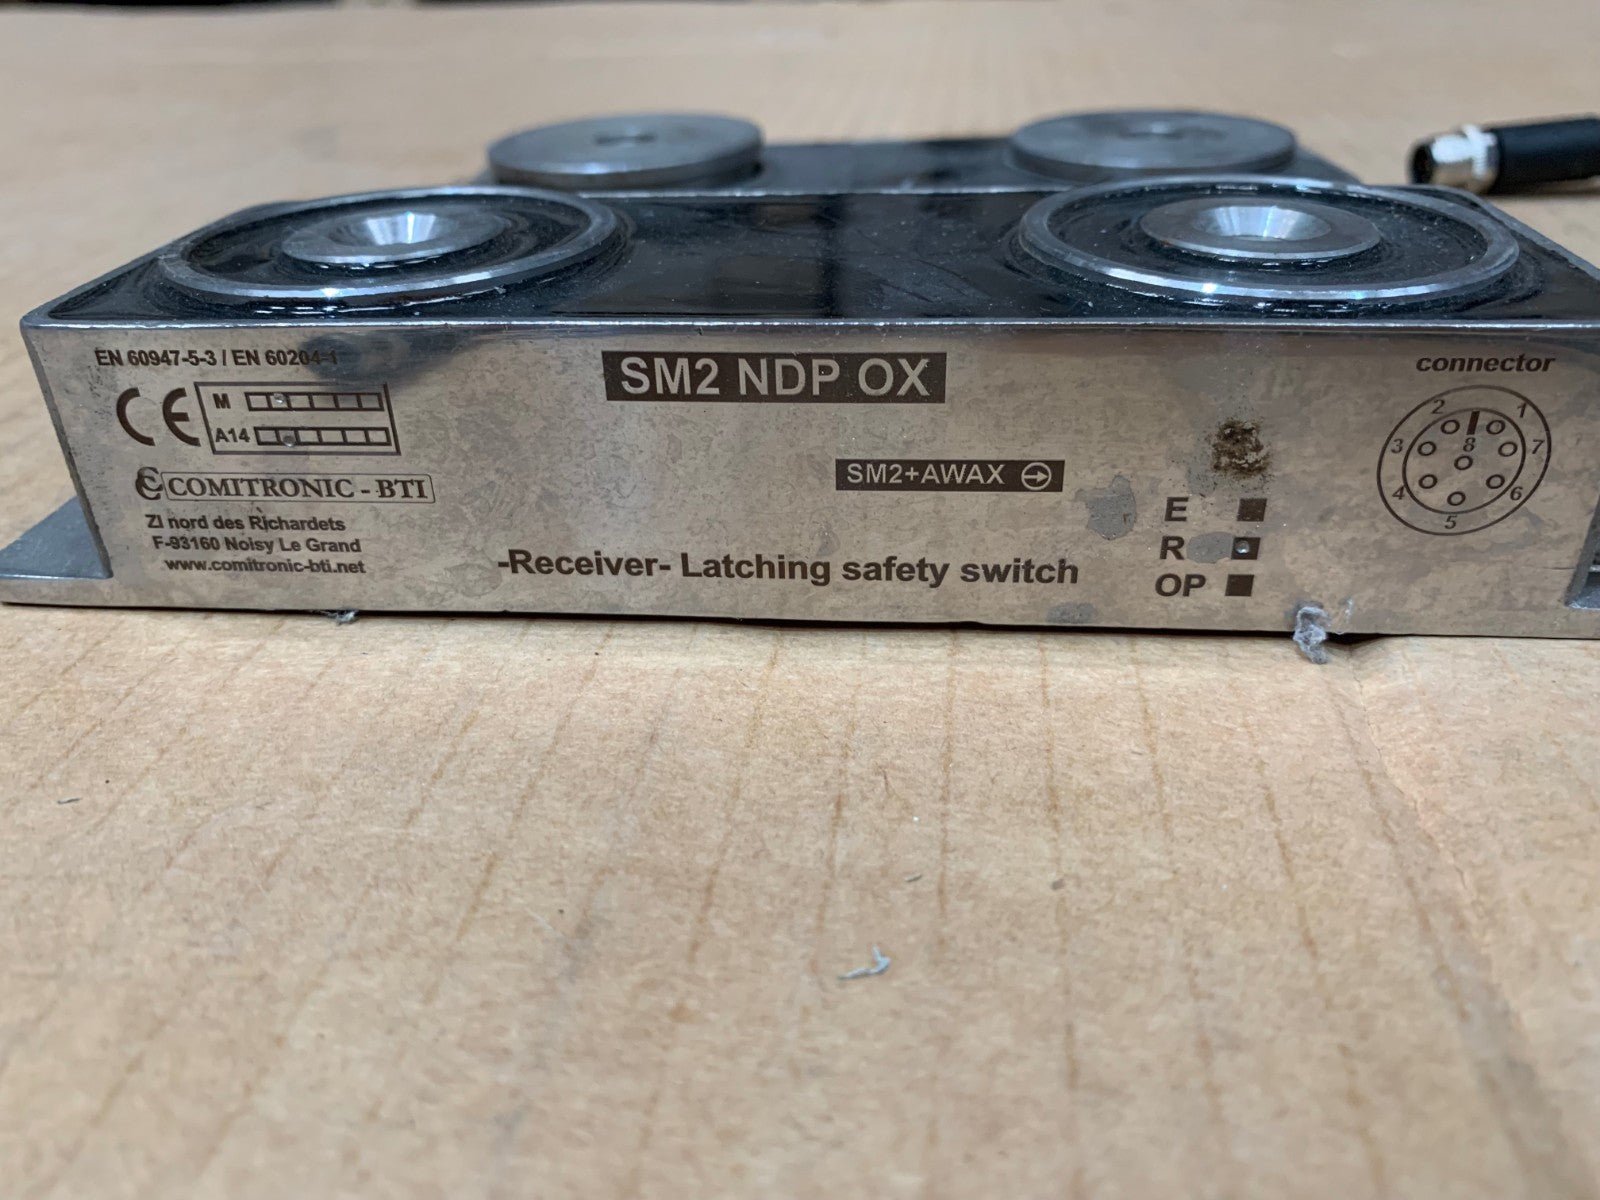 EN 60947-5-3 / EN 60204-1
SM2 NDP OX
connector
CE
M
A14
COMITRONIC - BTI
ZI nord des Richardets
F-93160 Noisy Le Grand
www.comitronic-bti.net
SM2+AWAX
-Receiver- Latching safety switch
E
R
OP
1
2
3
4
5
6
7
8